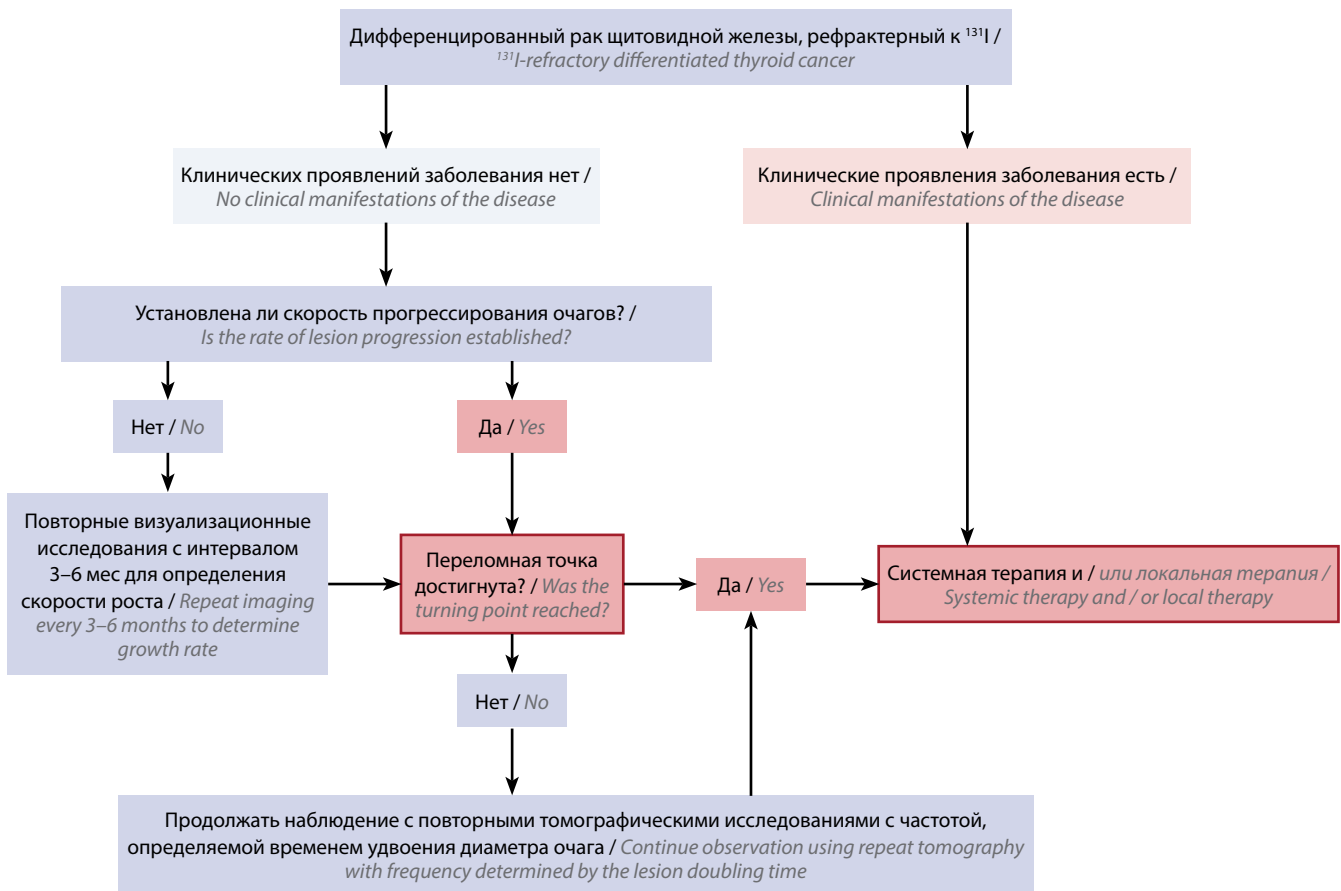 Дифференцированный рак щитовидной железы, рефрактерный к ¹³¹I /
¹³¹I-refractory differentiated thyroid cancer
Клинических проявлений заболевания нет /
No clinical manifestations of the disease
Клинические проявления заболевания есть /
Clinical manifestations of the disease
Установлена ли скорость прогрессирования очагов? /
Is the rate of lesion progression established?
Нет / No
Да / Yes
Повторные визуализационные
исследования с интервалом
3–6 мес для определения
скорости роста / Repeat imaging
every 3–6 months to determine
growth rate
Переломная точка
достигнута? / Was the
turning point reached?
Да / Yes
Системная терапия и / или локальная терапия /
Systemic therapy and / or local therapy
Нет / No
Продолжать наблюдение с повторными томографическими исследованиями с частотой,
определяемой временем удвоения диаметра очага / Continue observation using repeat tomography
with frequency determined by the lesion doubling time